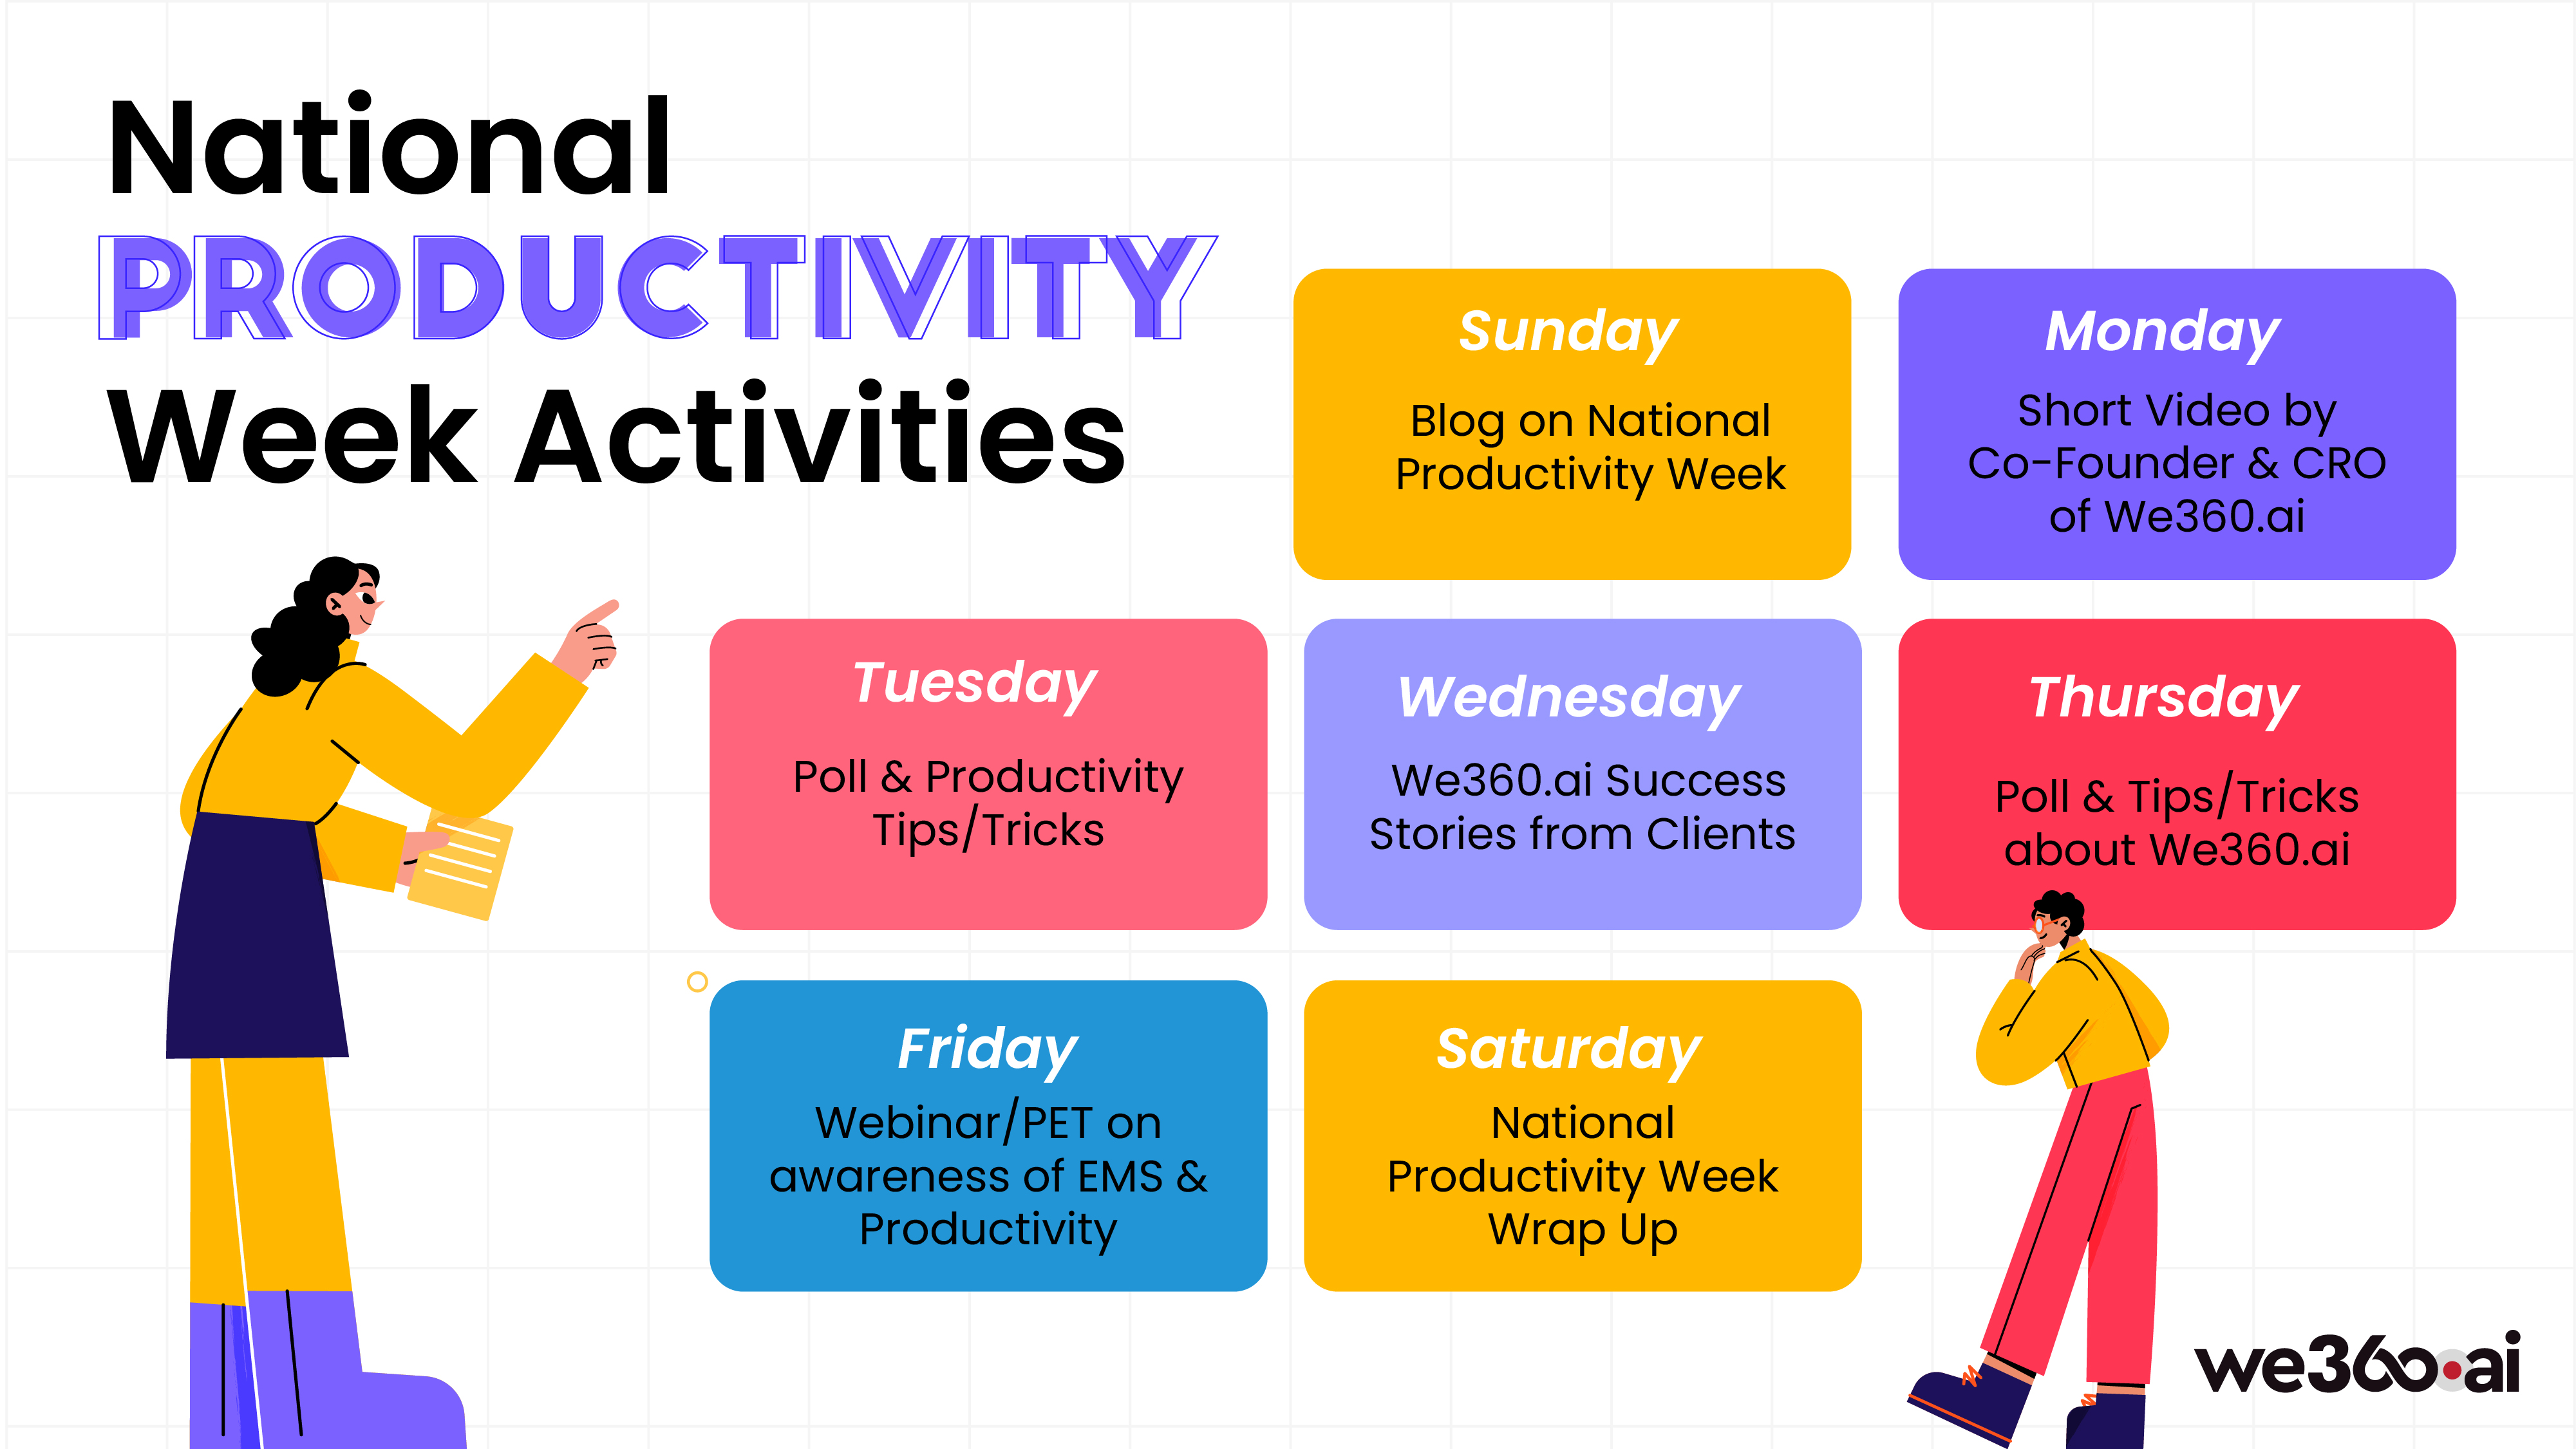 National
PRODUCTIVITY
Week Activities
Sunday
Blog on National
Productivity Week
Monday
Short Video by
Co-Founder & CRO
of We360.ai
Tuesday
Poll & Productivity
Tips/Tricks
Wednesday
We360.ai Success
Stories from Clients
Thursday
Poll & Tips/Tricks
about We360.ai
Friday
Webinar/PET on
awareness of EMS &
Productivity
Saturday
National
Productivity Week
Wrap Up
we360.ai